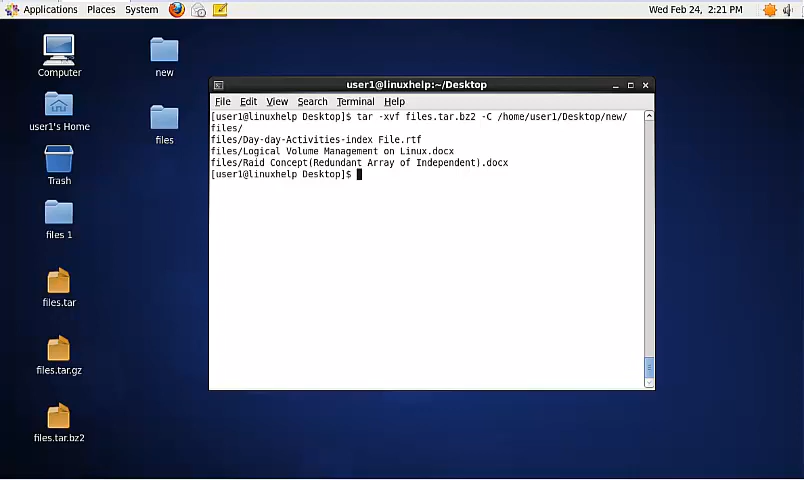 Applications Places System Wed Feb 24, 2:21 PM
Computer
new
user1's Home
files
Trash
files 1
files.tar
files.tar.gz
files.tar.bz2
user1@linuxhelp:~/Desktop
File Edit View Search Terminal Help
[user1@linuxhelp Desktop]$ tar -xvf files.tar.bz2 -C /home/user1/Desktop/new/
files/
files/Day-day-Activities-index File.rtf
files/Logical Volume Management on Linux.docx
files/Raid Concept(Redundant Array of Independent).docx
[user1@linuxhelp Desktop]$